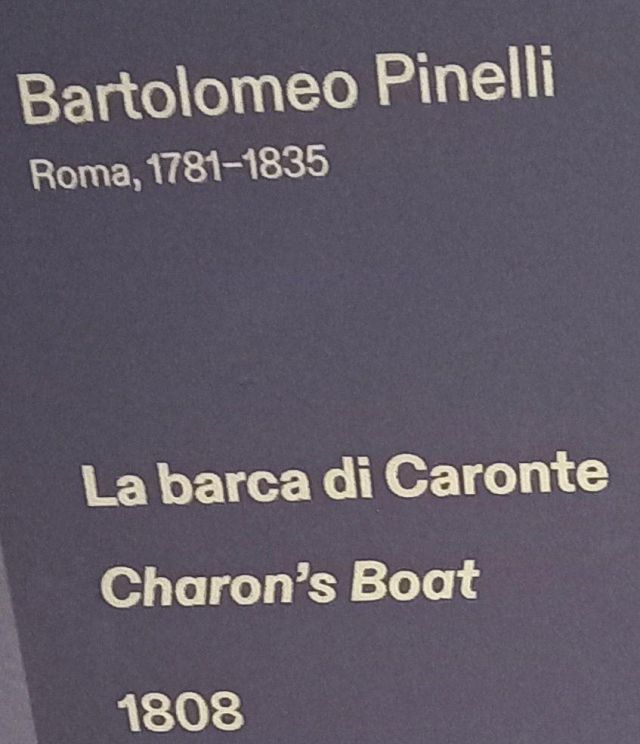 Bartolomeo Pinelli
Roma, 1781–1835
La barca di Caronte
Charon's Boat
1808